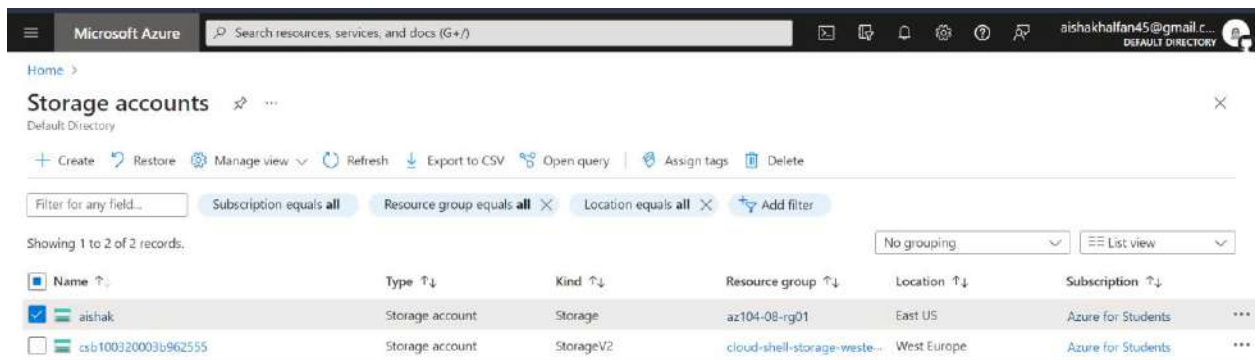 Microsoft Azure Search resources, services, and docs (G+/) aishakhalfan45@gmail.c...
DEFAULT DIRECTORY
Home >
Storage accounts ...
Default Directory
+ Create Restore Manage view Refresh Export to CSV Open query Assign tags Delete
Filter for any field... Subscription equals all Resource group equals all Location equals all Add filter
Showing 1 to 2 of 2 records. No grouping List view
Name Type Kind Resource group Location Subscription
aishak Storage account Storage az104-08-rg01 East US Azure for Students ...
csb100320003b962555 Storage account StorageV2 cloud-shell-storage-weste... West Europe Azure for Students ...